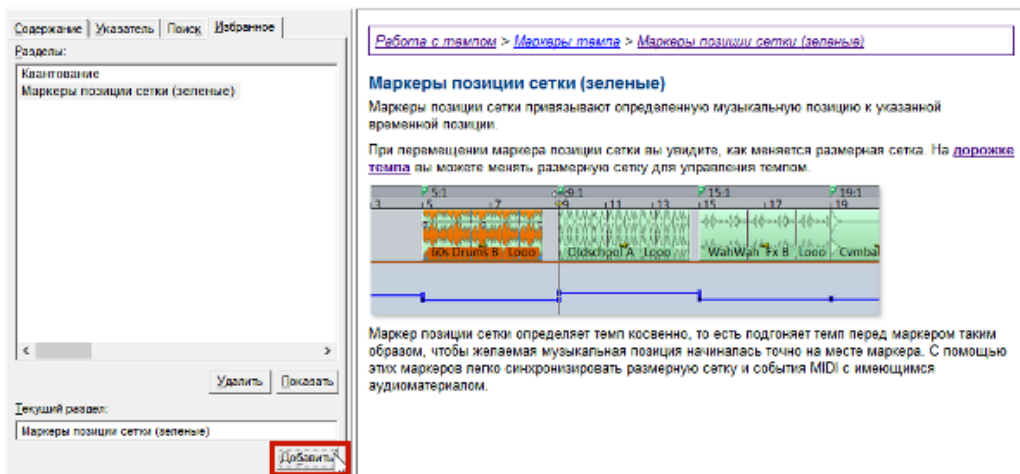 Содержание Указатель Поиск Избранное
Разделы:
Квантование
Маркеры позиции сетки (зеленые)
Удалить Показать
Текущий раздел:
Маркеры позиции сетки (зеленые)
Добавить
Работа с темпом > Маркеры темпа > Маркеры позиции сетки (зеленые)
Маркеры позиции сетки (зеленые)
Маркеры позиции сетки привязывают определенную музыкальную позицию к указанной
временной позиции.
При перемещении маркера позиции сетки вы увидите, как меняется размерная сетка. На дорожке
темпа вы можете менять размерную сетку для управления темпом.
5:1 9:1 15:1 19:1
3 5 7 9 11 13 15 17 19
60s Drums B Loop Oldschool A Loop WahWah Fx B Loop Cymbal
Маркер позиции сетки определяет темп косвенно, то есть подгоняет темп перед маркером таким
образом, чтобы желаемая музыкальная позиция начиналась точно на месте маркера. С помощью
этих маркеров легко синхронизировать размерную сетку и события MIDI с имеющимся
аудиоматериалом.